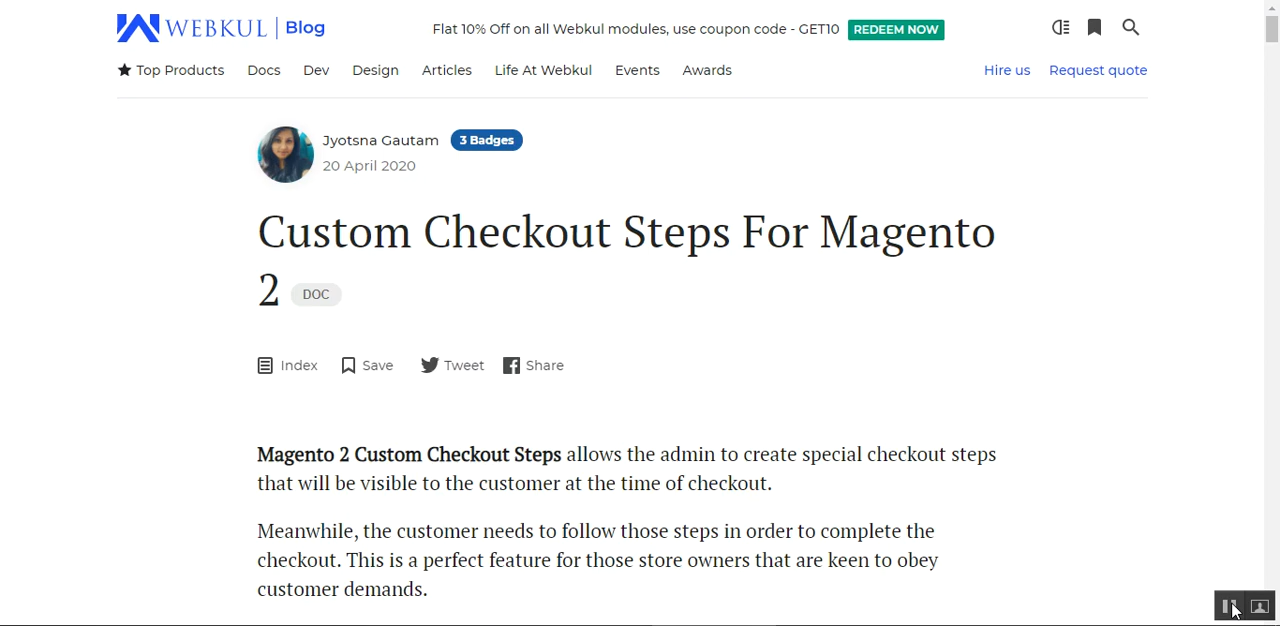 WEBKUL | Blog
Flat 10% Off on all Webkul modules, use coupon code - GET10 REDEEM NOW
Top Products Docs Dev Design Articles Life At Webkul Events Awards Hire us Request quote
Jyotsna Gautam 3 Badges
20 April 2020
Custom Checkout Steps For Magento
2 DOC
Index Save Tweet Share
Magento 2 Custom Checkout Steps allows the admin to create special checkout steps
that will be visible to the customer at the time of checkout.
Meanwhile, the customer needs to follow those steps in order to complete the
checkout. This is a perfect feature for those store owners that are keen to obey
customer demands.